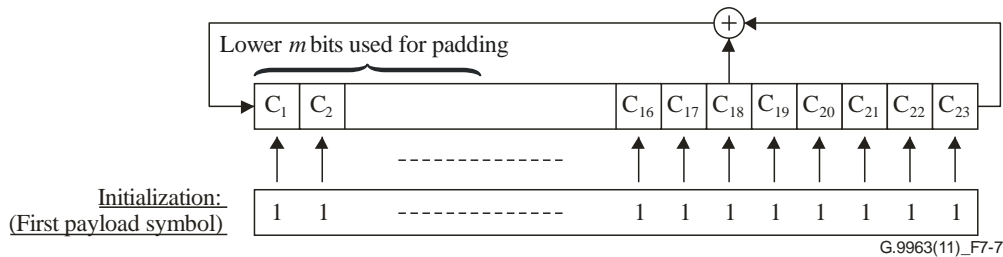 +
Lower m bits used for padding
C1 C2 C16 C17 C18 C19 C20 C21 C22 C23
Initialization:
(First payload symbol)
1 1 1 1 1 1 1 1 1 1
G.9963(11)_F7-7